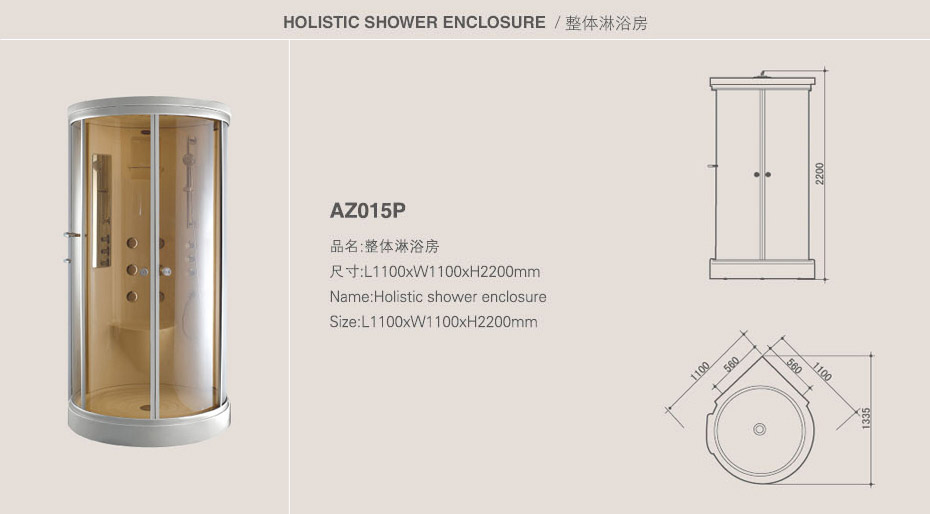 HOLISTIC SHOWER ENCLOSURE / 整体淋浴房
AZ015P
品名:整体淋浴房
尺寸:L1100xW1100xH2200mm
Name:Holistic shower enclosure
Size:L1100xW1100xH2200mm
2200
1100
560
560
1100
1335